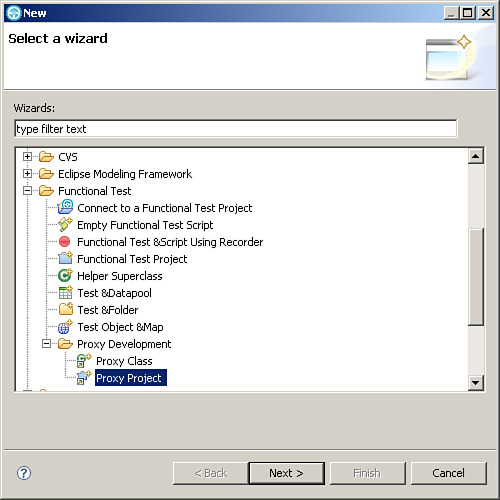 New
Select a wizard
Wizards:
type filter text
CVS
Eclipse Modeling Framework
Functional Test
Connect to a Functional Test Project
Empty Functional Test Script
Functional Test &Script Using Recorder
Functional Test Project
Helper Superclass
Test &Datapool
Test &Folder
Test Object &Map
Proxy Development
Proxy Class
Proxy Project
? < Back Next > Finish Cancel